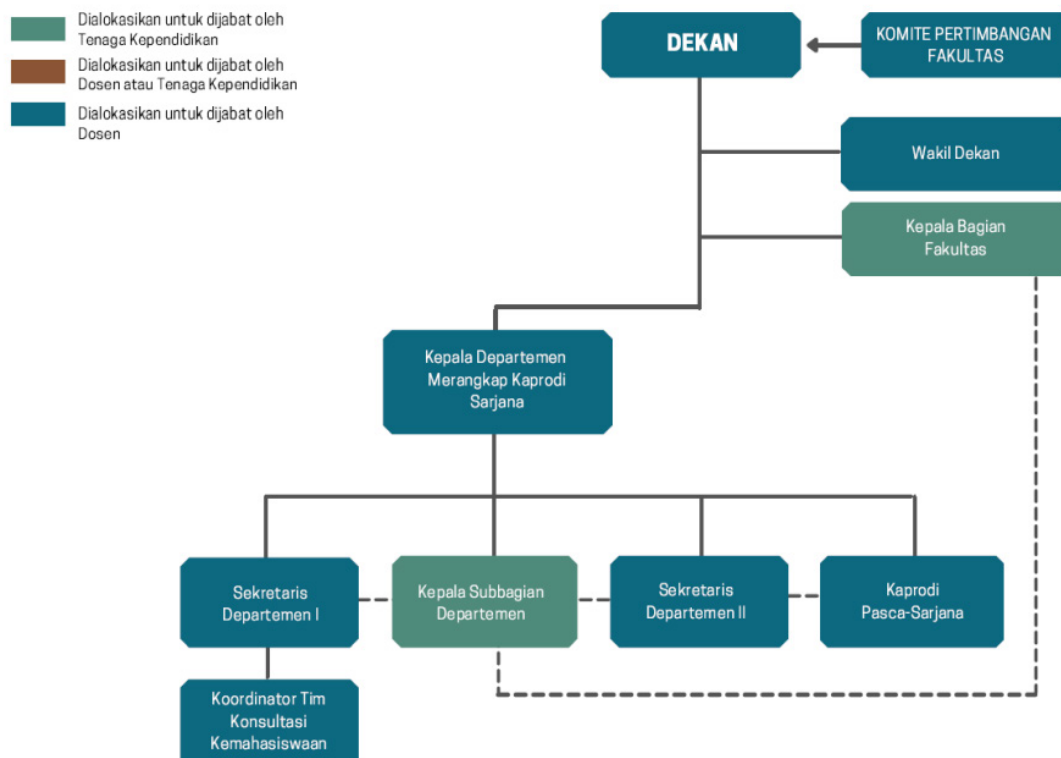 Dialokasikan untuk dijabat oleh
Tenaga Kependidikan
Dialokasikan untuk dijabat oleh
Dosen atau Tenaga Kependidikan
Dialokasikan untuk dijabat oleh
Dosen
DEKAN
KOMITE PERTIMBANGAN
FAKULTAS
Wakil Dekan
Kepala Bagian
Fakultas
Kepala Departemen
Merangkap Kaprodi
Sarjana
Sekretaris
Departemen I
Kepala Subbagian
Departemen
Sekretaris
Departemen II
Kaprodi
Pasca-Sarjana
Koordinator Tim
Konsultasi
Kemahasiswaan